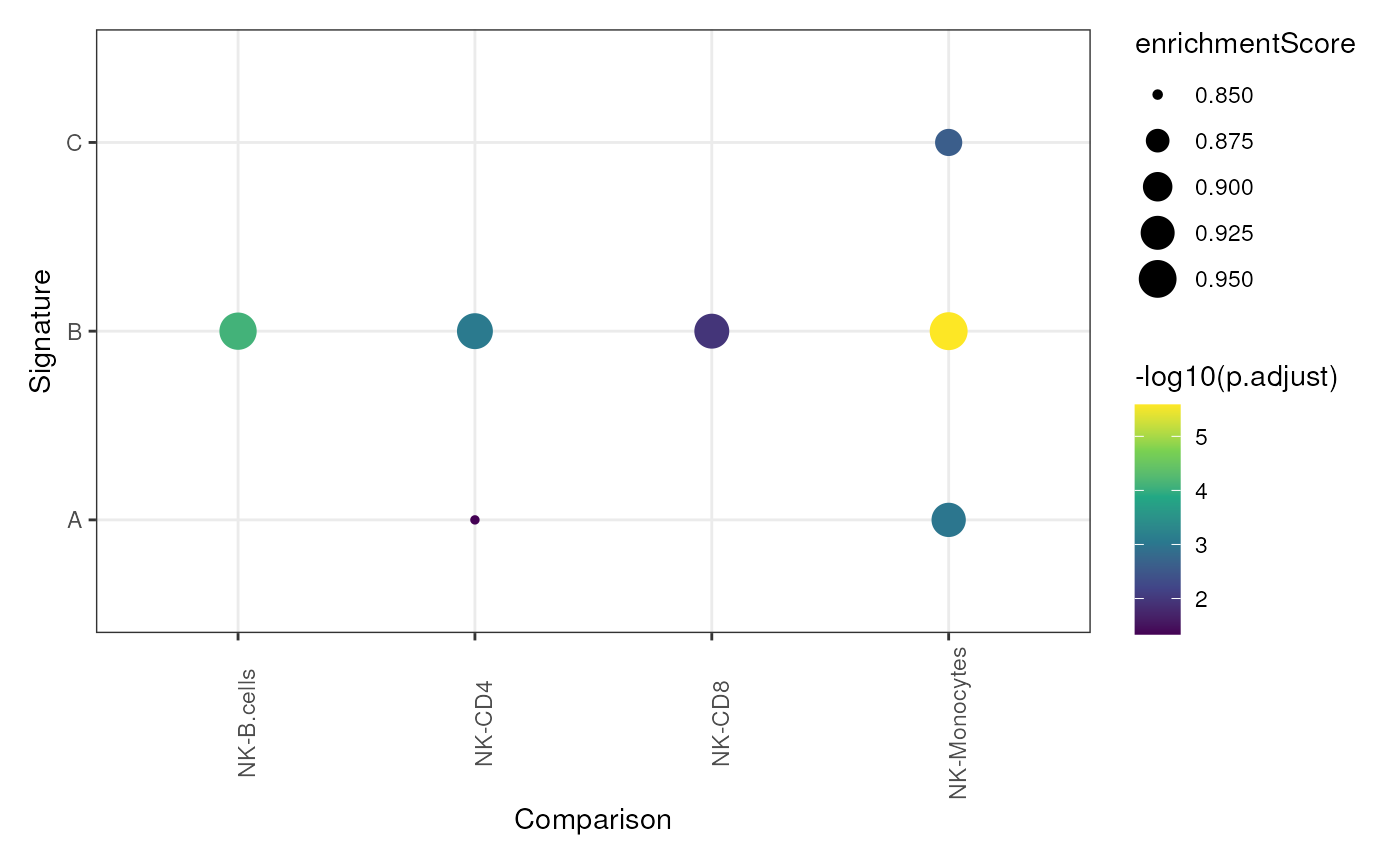 Signature
C
B
A
NK-B.cells
NK-CD4
NK-CD8
NK-Monocytes
Comparison
enrichmentScore
0.850
0.875
0.900
0.925
0.950
-log10(p.adjust)
5
4
3
2